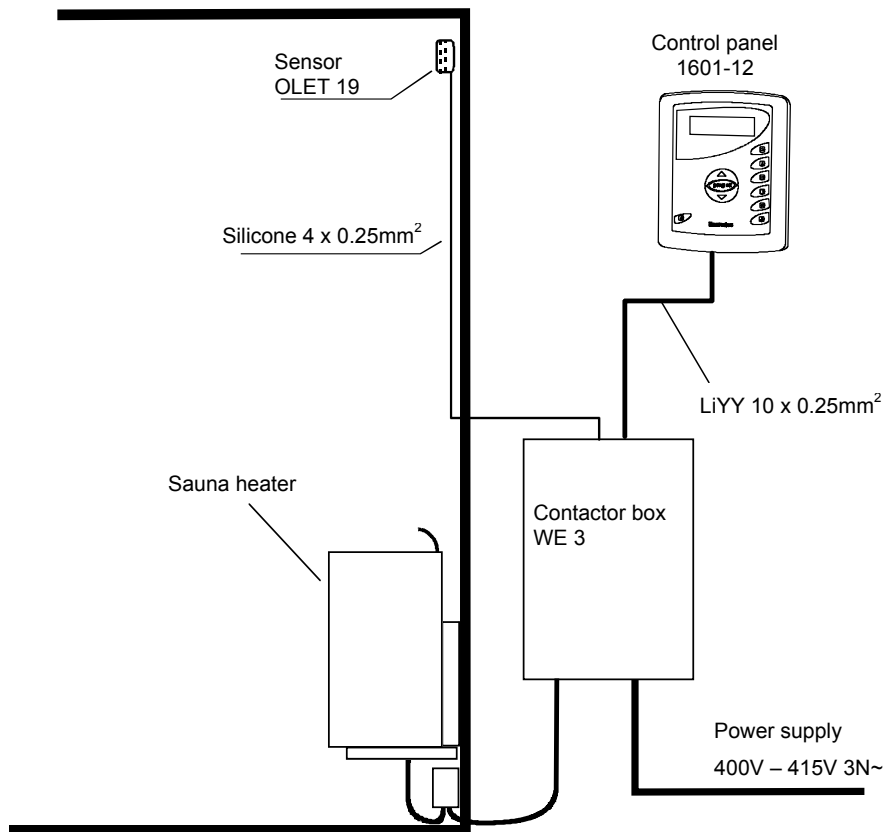 Control panel
1601-12
Sensor
OLET 19
Silicone 4 x 0.25mm²
LiYY 10 x 0.25mm²
Sauna heater
Contactor box
WE 3
Power supply
400V – 415V 3N~